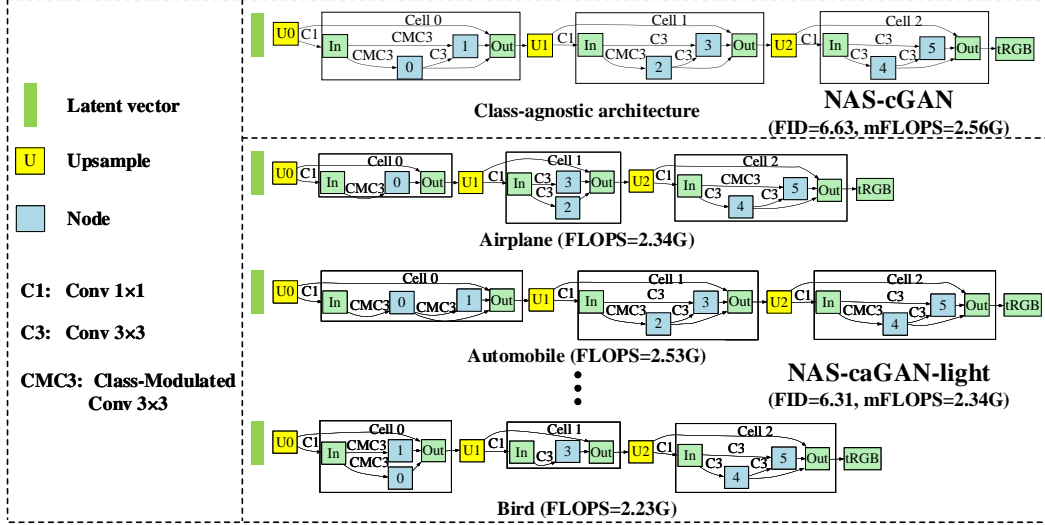 Latent vector
U Upsample
Node
C1: Conv 1×1
C3: Conv 3×3
CMC3: Class-Modulated
Conv 3×3
Cell 0 Cell 1 Cell 2
U0 C1 In CMC3 1 Out U1 C1 In C3 3 Out U2 C1 In C3 5 Out tRGB
CMC3 0 C3 CMC3 2 C3 C3 4 C3
Class-agnostic architecture
NAS-cGAN
(FID=6.63, mFLOPS=2.56G)
Cell 0 Cell 1 Cell 2
U0 C1 In CMC3 0 Out U1 C1 In C3 3 Out U2 C1 In CMC3 5 Out tRGB
C3 2 C3 4 C3
Airplane (FLOPS=2.34G)
Cell 0 Cell 1 Cell 2
U0 C1 In CMC3 0 CMC3 1 Out U1 C1 In C3 3 Out U2 C1 In C3 5 Out tRGB
CMC3 2 C3 CMC3 4 C3
Automobile (FLOPS=2.53G)
NAS-caGAN-light
(FID=6.31, mFLOPS=2.34G)
Cell 0 Cell 1 Cell 2
U0 C1 In CMC3 1 Out U1 C1 In C3 3 Out U2 C1 In C3 5 Out tRGB
CMC3 0 C3 4 C3
Bird (FLOPS=2.23G)